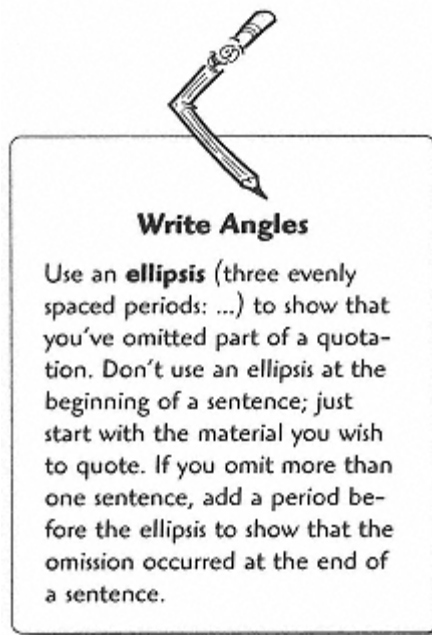 Write Angles
Use an ellipsis (three evenly
spaced periods: ...) to show that
you've omitted part of a quota-
tion. Don't use an ellipsis at the
beginning of a sentence; just
start with the material you wish
to quote. If you omit more than
one sentence, add a period be-
fore the ellipsis to show that the
omission occurred at the end of
a sentence.